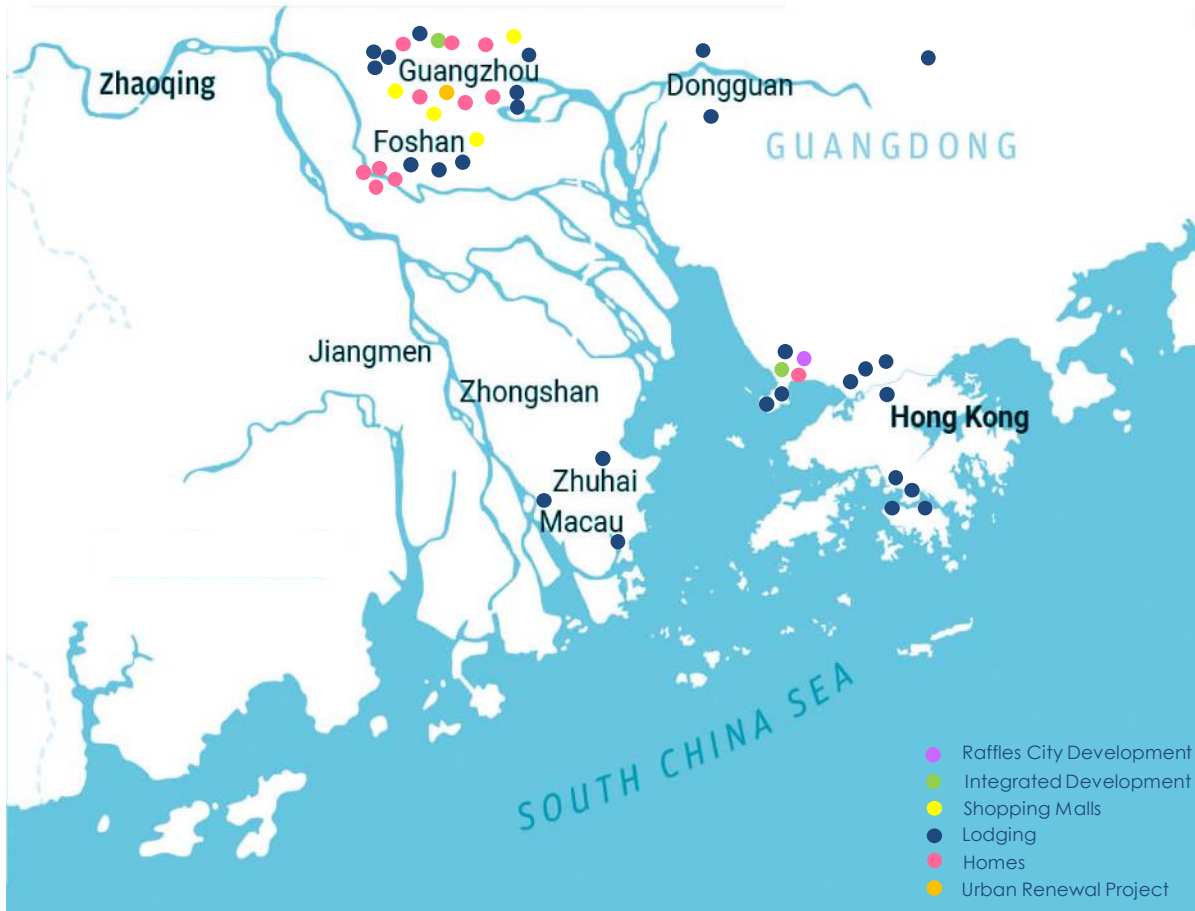 Zhaoqing
Guangzhou
Dongguan
Foshan
GUANGDONG
Jiangmen
Zhongshan
Hong Kong
Zhuhai
Macau
SOUTH CHINA SEA
Raffles City Development
Integrated Development
Shopping Malls
Lodging
Homes
Urban Renewal Project